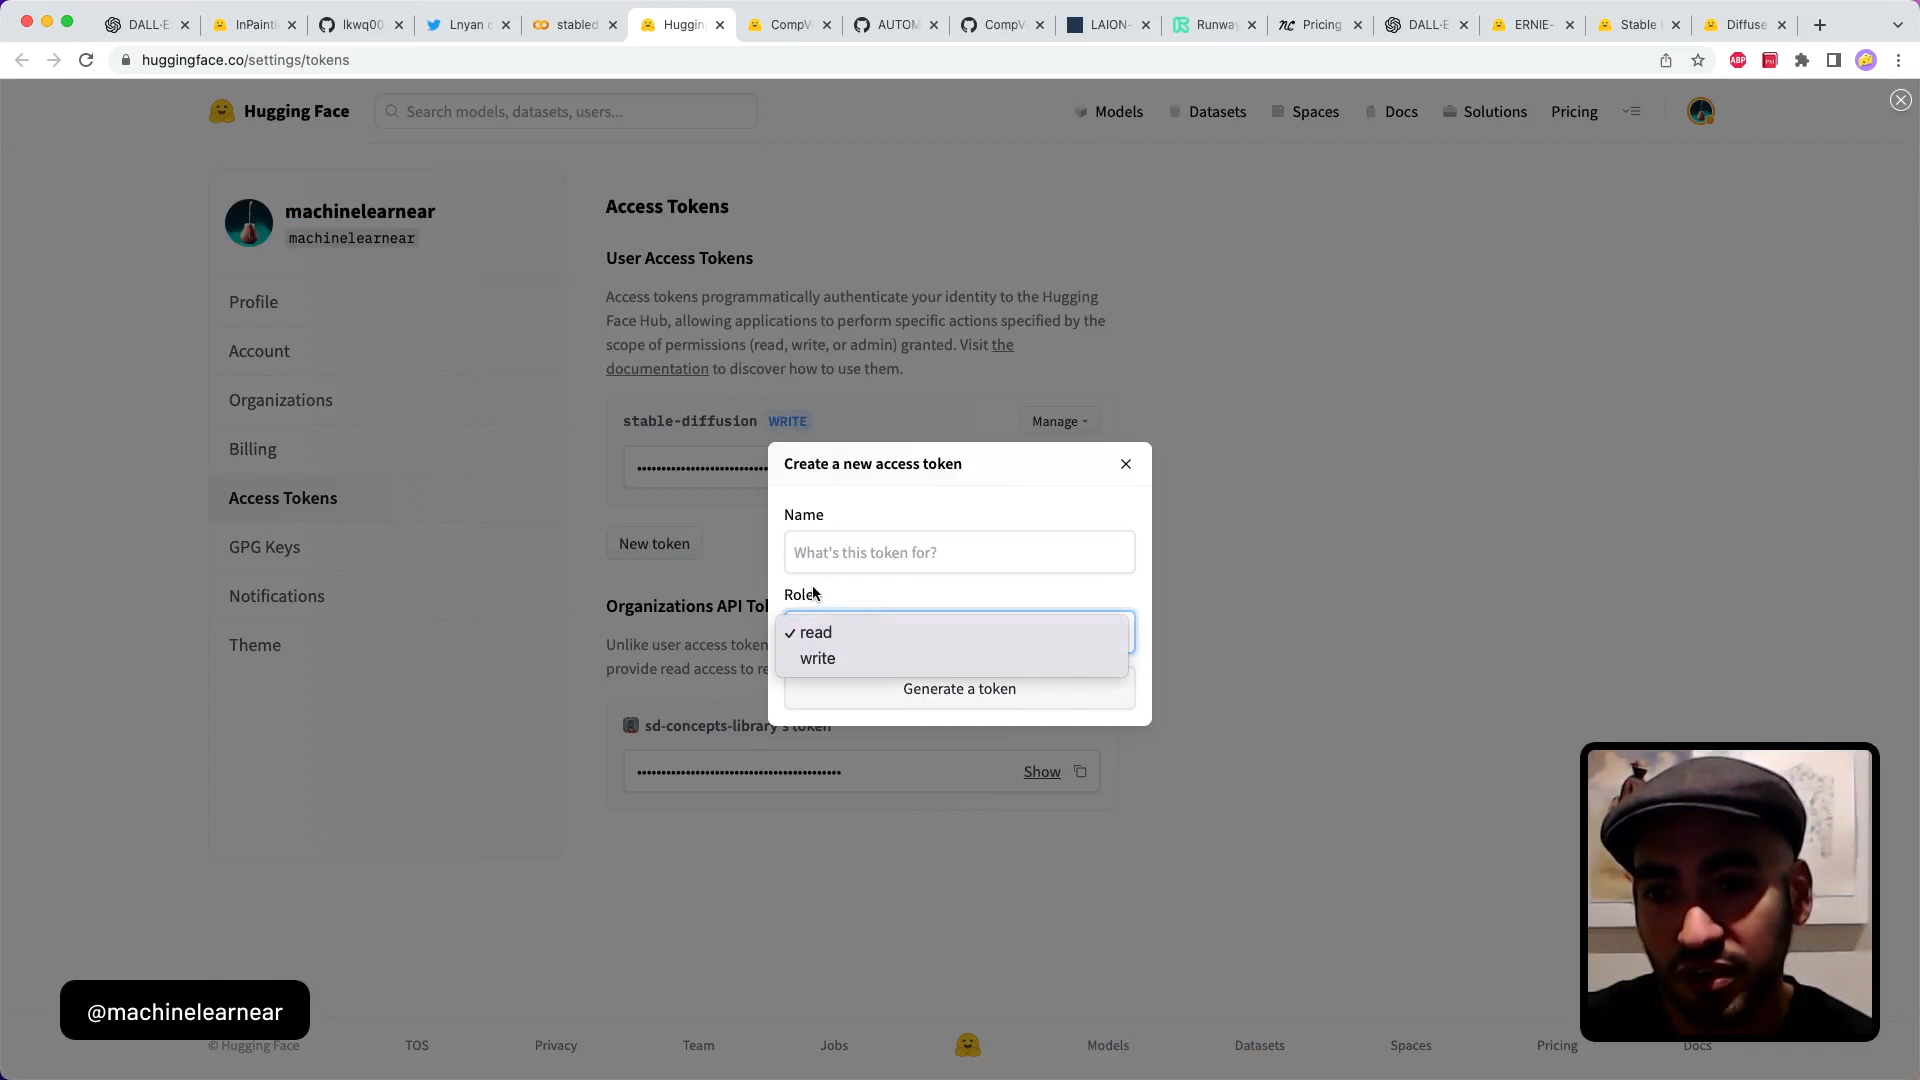 DALL·E
InPainti
lkwq00
Lnyan c
stabled
Huggin
CompVi
AUTOM
CompV
LAION-
Runway
Pricing
DALL·E
ERNIE-
Stable
Diffuse
huggingface.co/settings/tokens
ABP
Hugging Face
Search models, datasets, users...
Models
Datasets
Spaces
Docs
Solutions
Pricing
machinelearnear
machinelearnear
Profile
Account
Organizations
Billing
Access Tokens
GPG Keys
Notifications
Theme
Access Tokens
User Access Tokens
Access tokens programmatically authenticate your identity to the Hugging
Face Hub, allowing applications to perform specific actions specified by the
scope of permissions (read, write, or admin) granted. Visit the
documentation to discover how to use them.
stable-diffusion WRITE
Manage
New token
Organizations API Tok
Unlike user access token
provide read access to re
sd-concepts-library's token
Show
Create a new access token
Name
What's this token for?
Role
read
write
Generate a token
@machinelearnear
© Hugging Face
TOS
Privacy
Team
Jobs
Models
Datasets
Spaces
Pricing
Docs